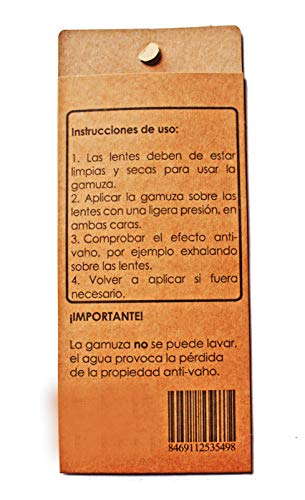 Instrucciones de uso:
1. Las lentes deben de estar
limpias y secas para usar la
gamuza.
2. Aplicar la gamuza sobre las
lentes con una ligera presión, en
ambas caras.
3. Comprobar el efecto anti-
vaho, por ejemplo exhalando
sobre las lentes.
4. Volver a aplicar si fuera
necesario.
¡IMPORTANTE!
La gamuza no se puede lavar,
el agua provoca la pérdida
de la propiedad anti-vaho.
8469112535498